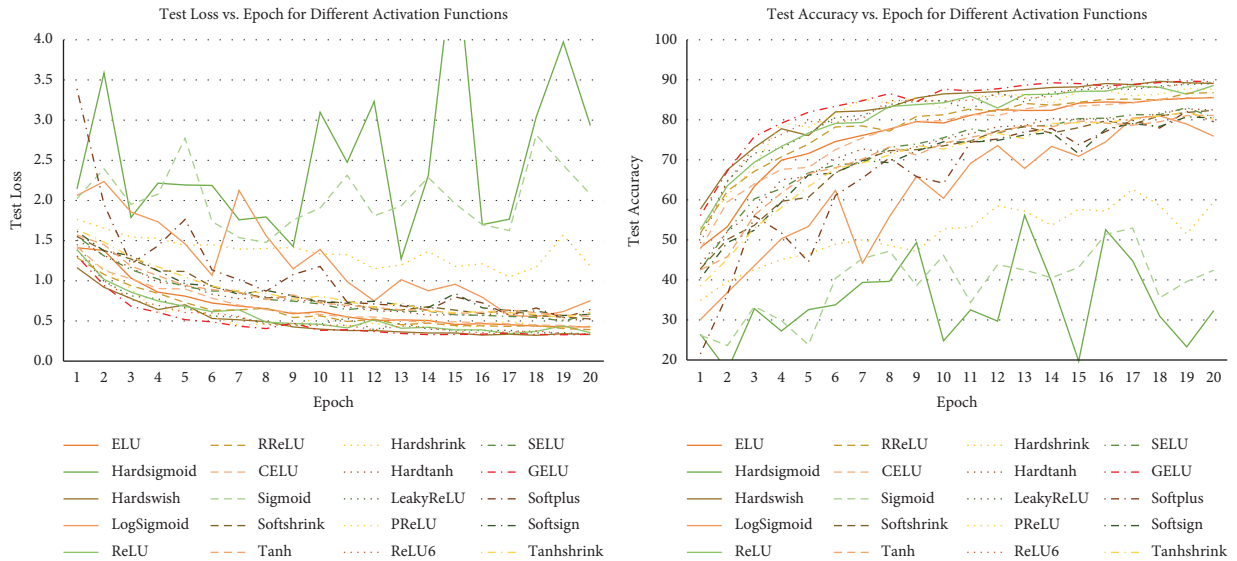 Test Loss vs. Epoch for Different Activation Functions
4.0
3.5
3.0
2.5
2.0
1.5
1.0
0.5
0.0
Test Loss
1 2 3 4 5 6 7 8 9 10 11 12 13 14 15 16 17 18 19 20
Epoch
ELU RReLU Hardshrink SELU
Hardsigmoid CELU Hardtanh GELU
Hardswish Sigmoid LeakyReLU Softplus
LogSigmoid Softshrink PReLU Softsign
ReLU Tanh ReLU6 Tanhshrink
Test Accuracy vs. Epoch for Different Activation Functions
100
90
80
70
60
50
40
30
20
Test Accuracy
1 2 3 4 5 6 7 8 9 10 11 12 13 14 15 16 17 18 19 20
Epoch
ELU RReLU Hardshrink SELU
Hardsigmoid CELU Hardtanh GELU
Hardswish Sigmoid LeakyReLU Softplus
LogSigmoid Softshrink PReLU Softsign
ReLU Tanh ReLU6 Tanhshrink